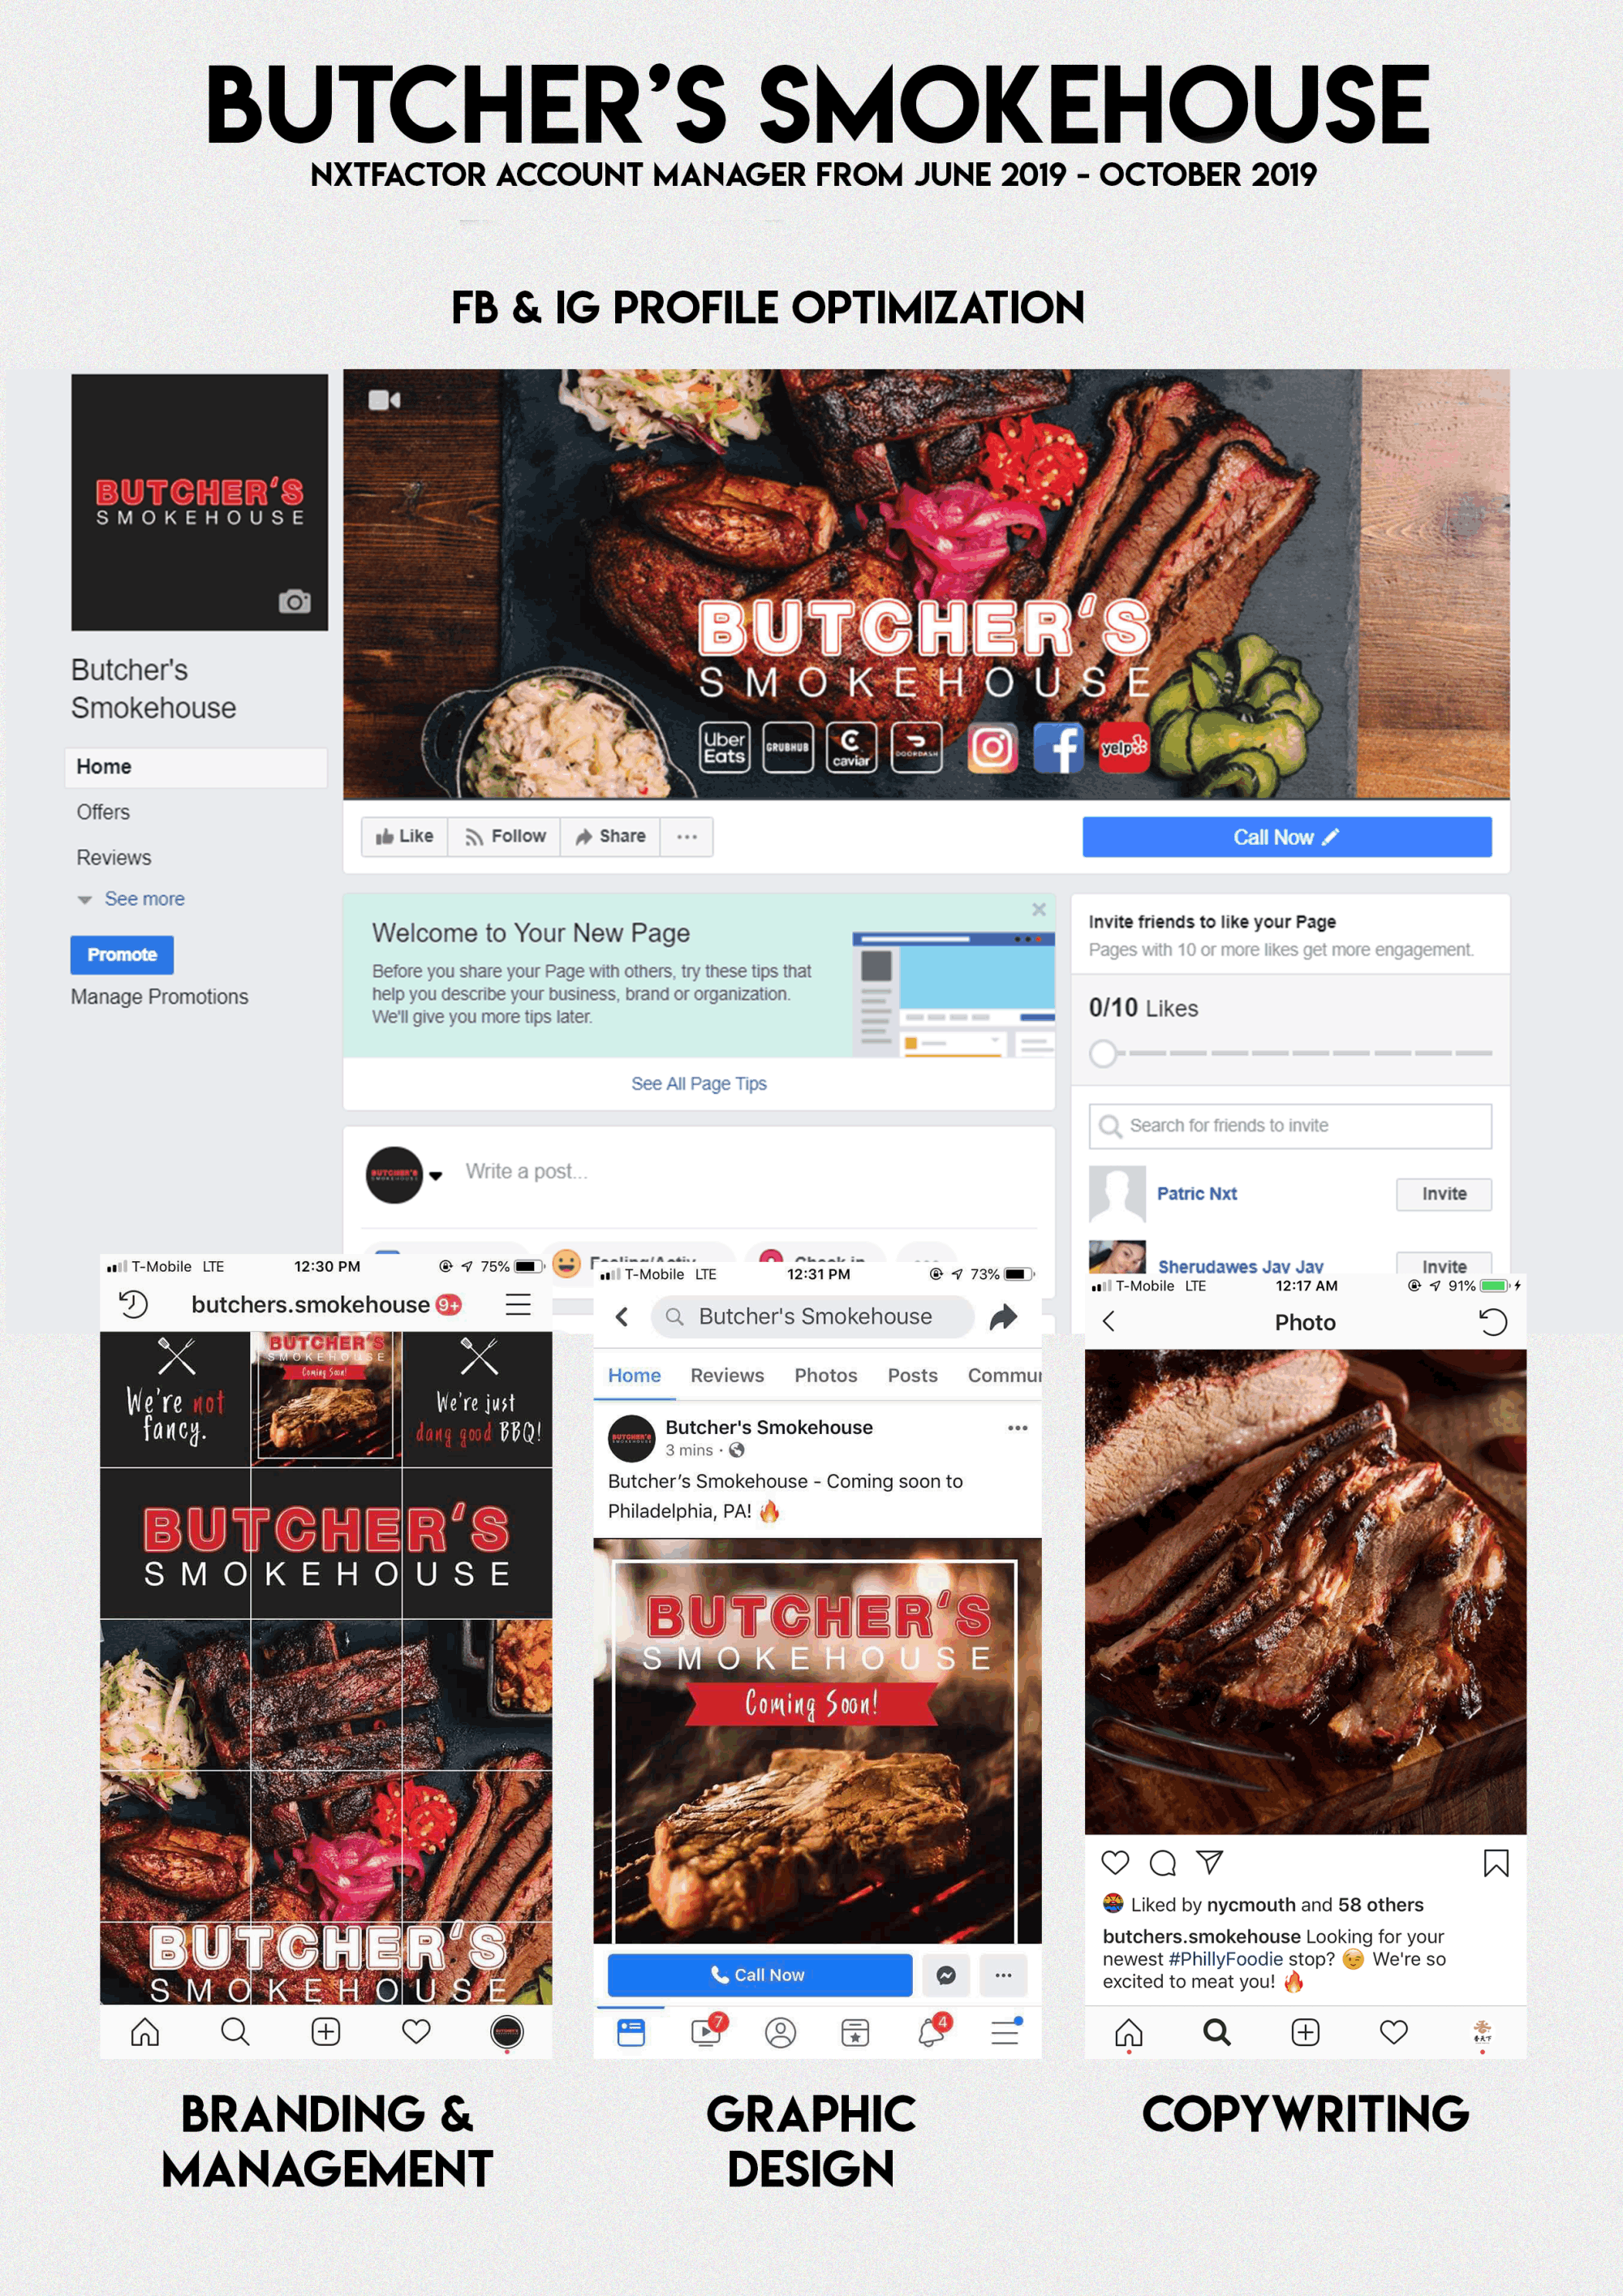 BUTCHER'S SMOKEHOUSE
NXTFACTOR ACCOUNT MANAGER FROM JUNE 2019 - OCTOBER 2019
FB & IG PROFILE OPTIMIZATION
BUTCHER'S
SMOKEHOUSE
Butcher's
Smokehouse
Home
Offers
Reviews
See more
Promote
Manage Promotions
BUTCHER'S
SMOKEHOUSE
Uber
Eats
GRUBHUB
caviar
DOORDASH
yelp
Like
Follow
Share
Call Now
Welcome to Your New Page
Before you share your Page with others, try these tips that
help you describe your business, brand or organization.
We'll give you more tips later.
See All Page Tips
Invite friends to like your Page
Pages with 10 or more likes get more engagement.
0/10 Likes
Search for friends to invite
Patric Nxt
Invite
Sherudawes Jay Jay
Invite
BUTCHER'S
SMOKEHOUSE
Write a post...
T-Mobile LTE 12:30 PM 75%
butchers.smokehouse 9+
We're not
fancy.
BUTCHER'S
SMOKEHOUSE
Coming Soon!
We're just
dang good BBQ!
BUTCHER'S
SMOKEHOUSE
BUTCHER'S
SMOKEHOUSE
T-Mobile LTE 12:31 PM 73%
Butcher's Smokehouse
Home Reviews Photos Posts Commu
Butcher's Smokehouse
3 mins ·
Butcher's Smokehouse - Coming soon to
Philadelphia, PA! 🔥
BUTCHER'S
SMOKEHOUSE
Coming Soon!
Call Now
7
4
T-Mobile LTE 12:17 AM 91%
Photo
Liked by nycmouth and 58 others
butchers.smokehouse Looking for your
newest #PhillyFoodie stop? 😉 We're so
excited to meat you! 🔥
BRANDING &
MANAGEMENT
GRAPHIC
DESIGN
COPYWRITING